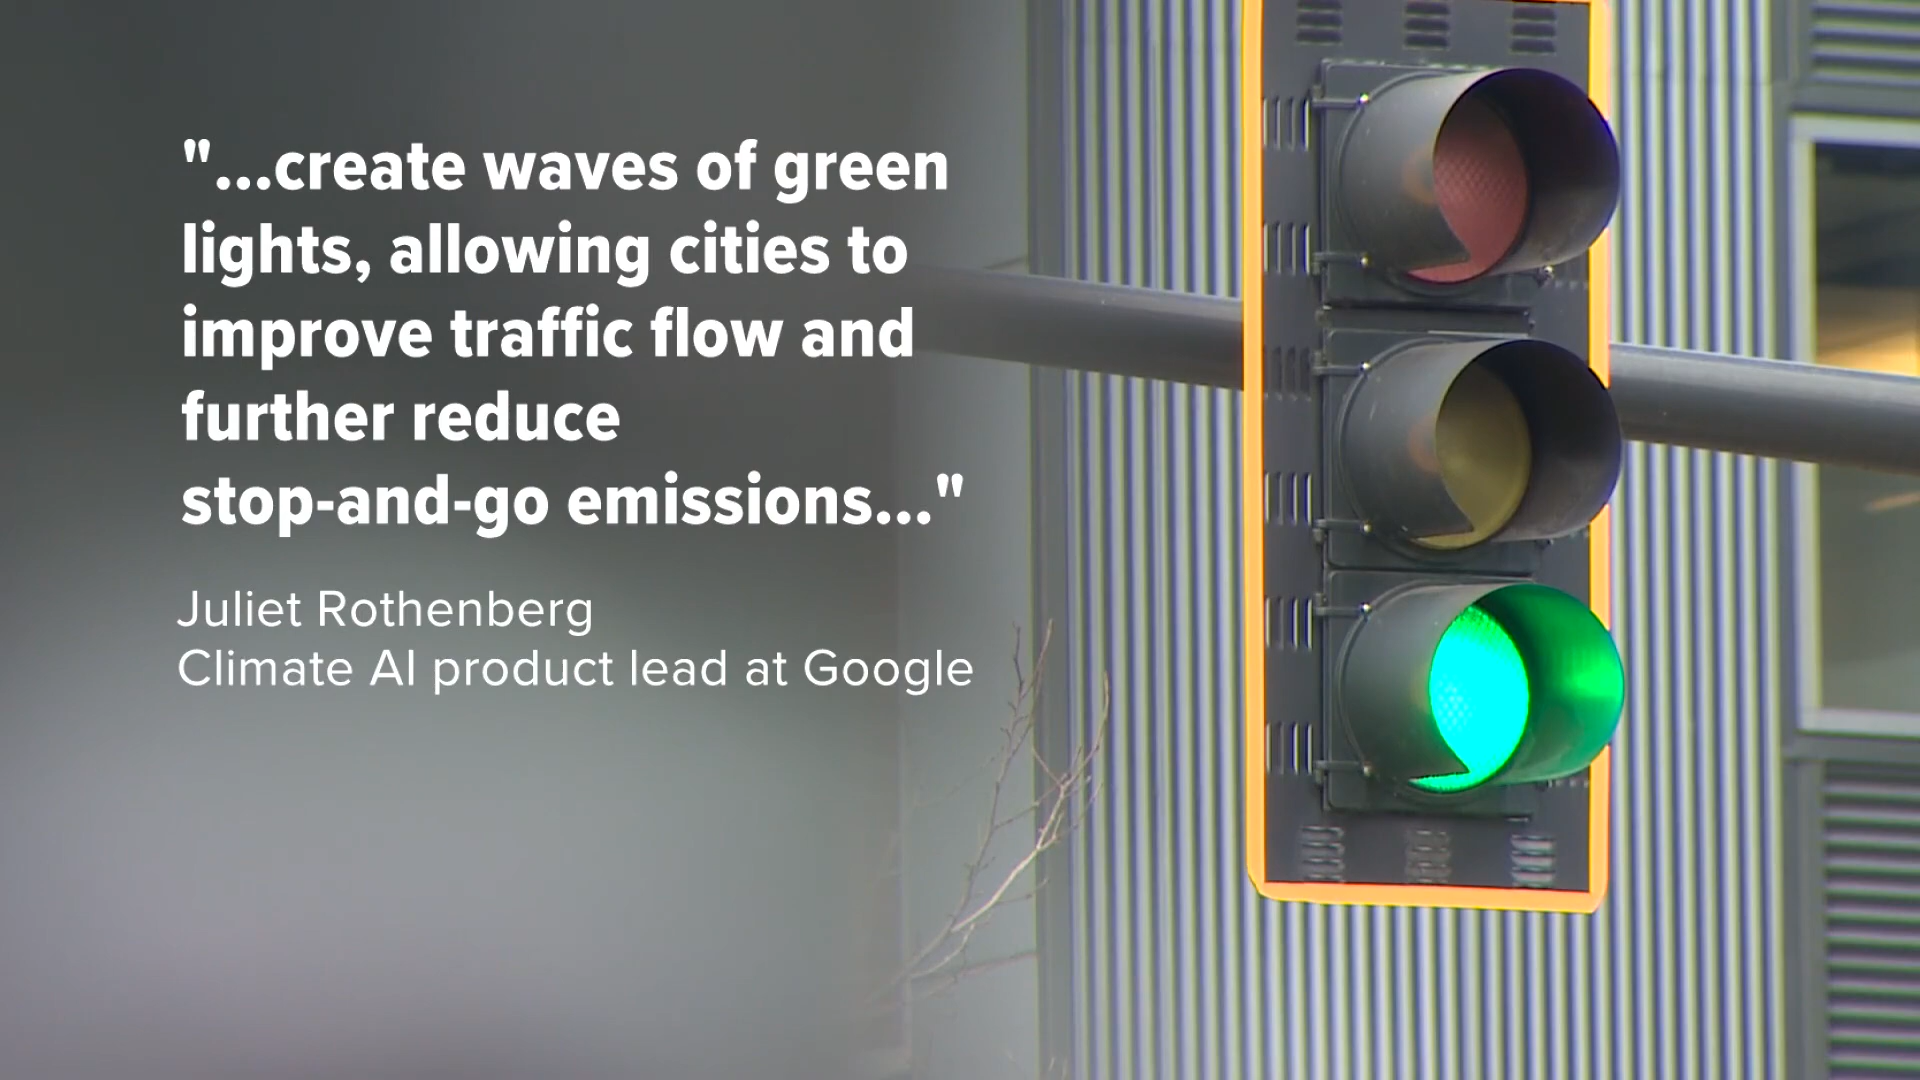 "...create waves of green
lights, allowing cities to
improve traffic flow and
further reduce
stop-and-go emissions..."
Juliet Rothenberg
Climate AI product lead at Google